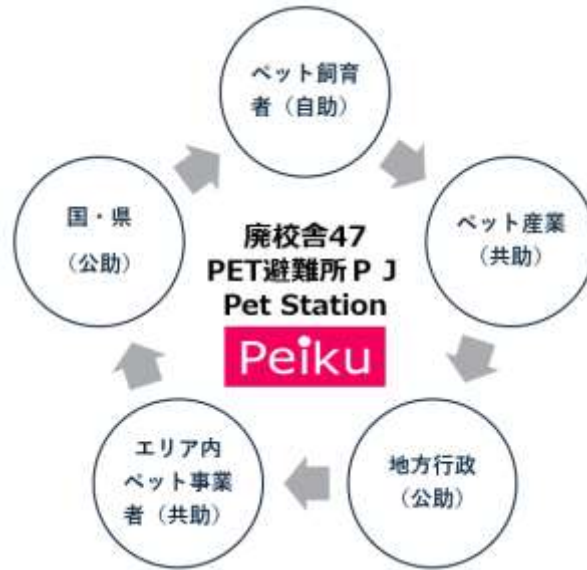 ペット飼育
者（自助）
国・県
（公助）
ペット産業
（共助）
廃校舎47
PET避難所ＰＪ
Pet Station
Peiku
エリア内
ペット事業
者（共助）
地方行政
（公助）